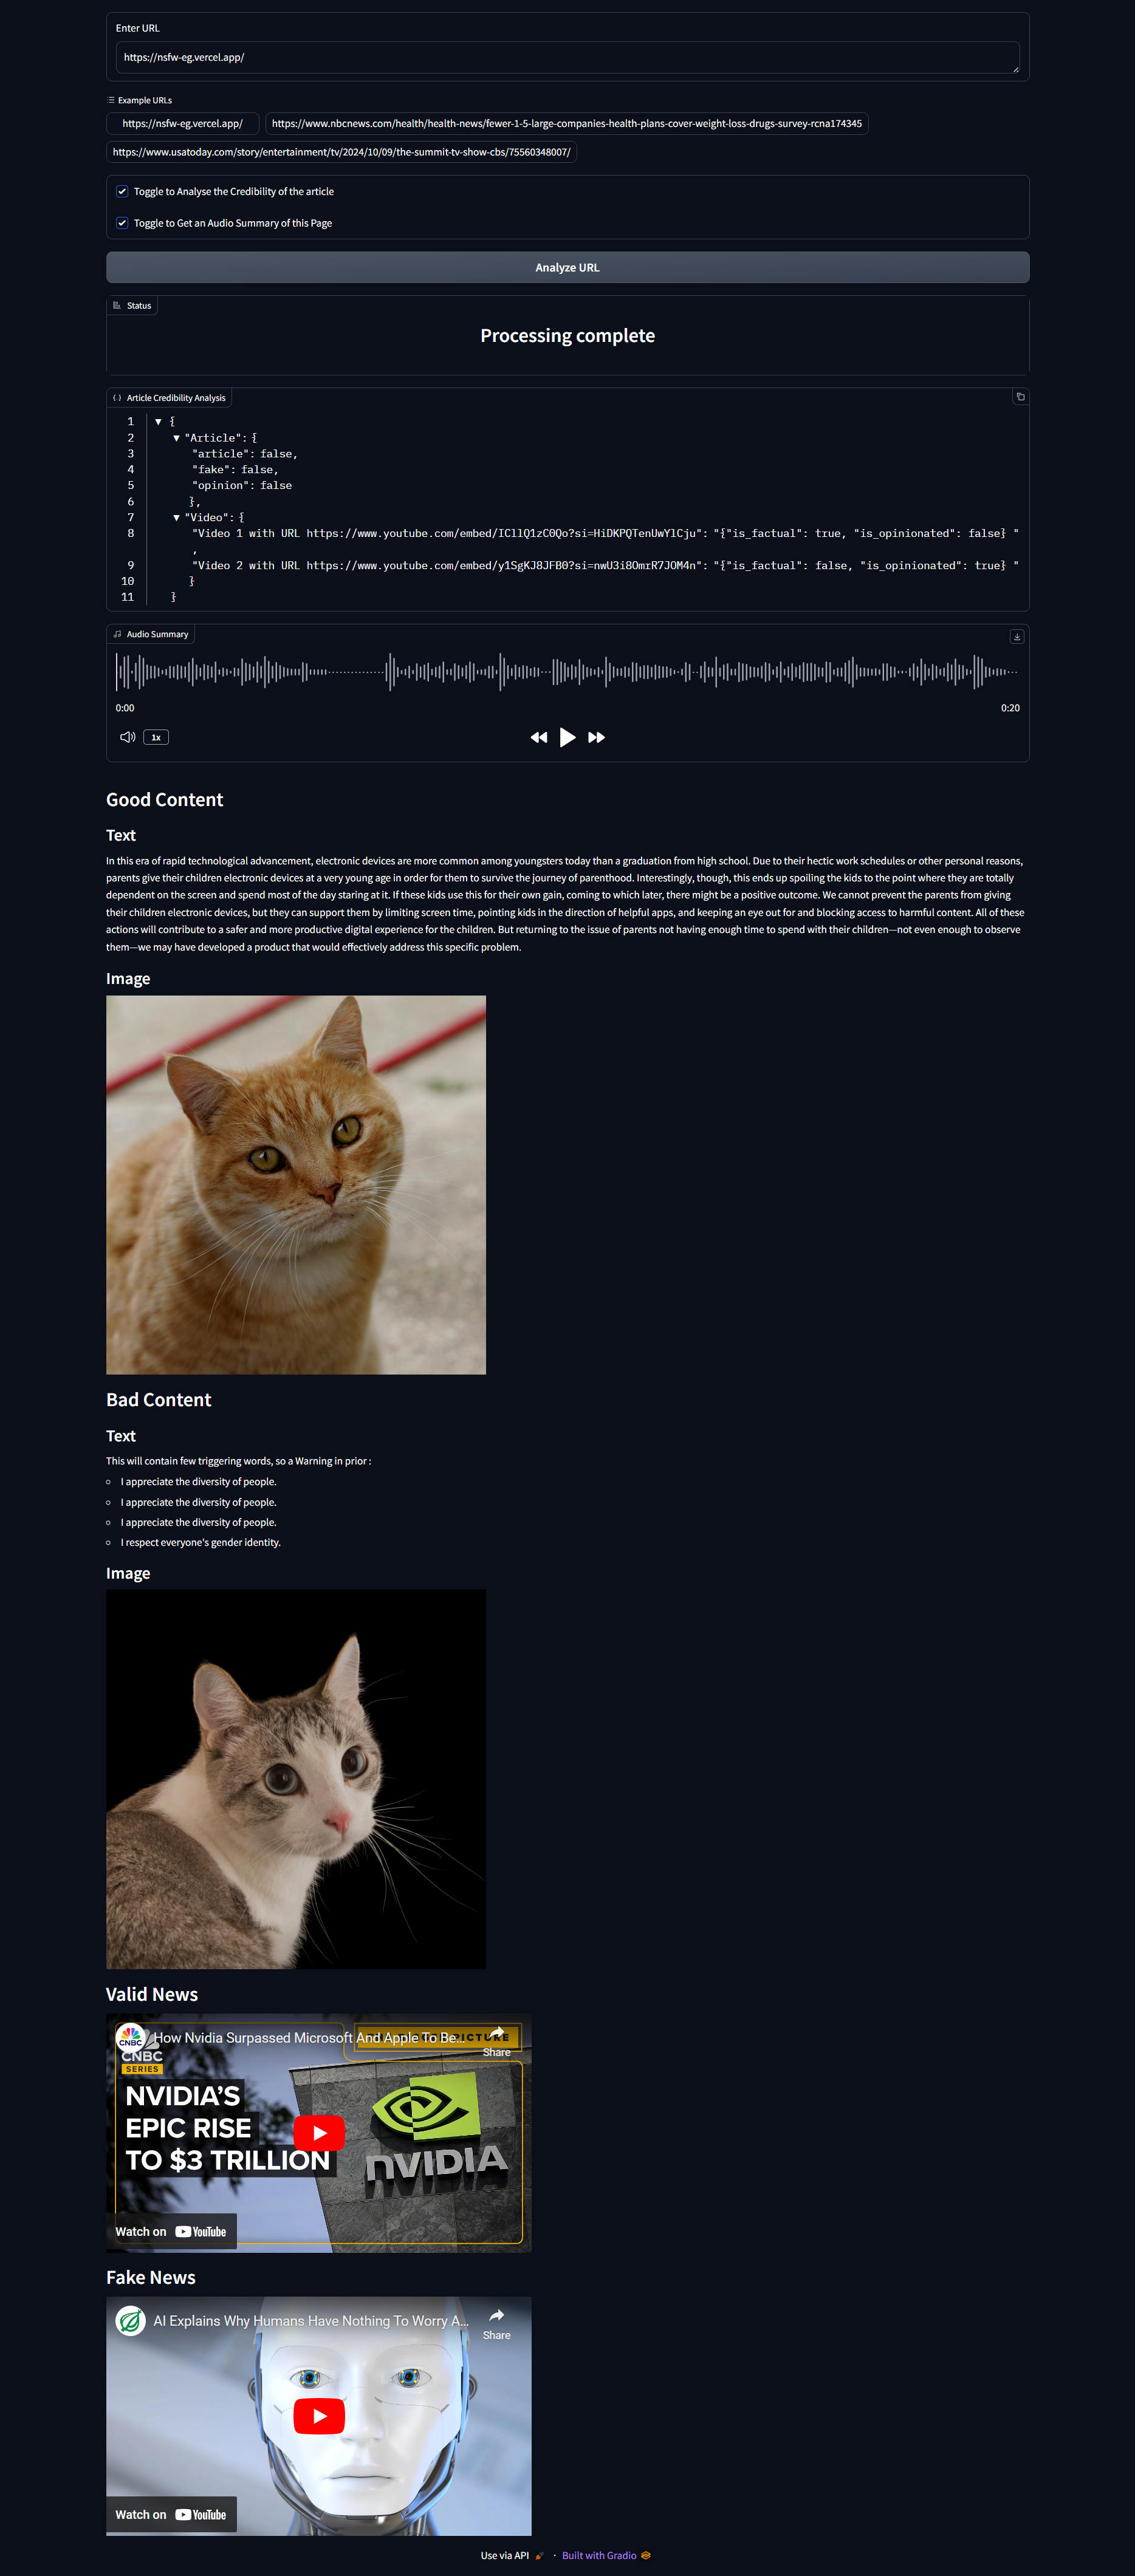 Enter URL
https://nsfw-eg.vercel.app/
Example URLs
https://nsfw-eg.vercel.app/ https://www.nbcnews.com/health/health-news/fewer-1-5-large-companies-health-plans-cover-weight-loss-drugs-survey-rcna174345
https://www.usatoday.com/story/entertainment/tv/2024/10/09/the-summit-tv-show-cbs/75560348007/
Toggle to Analyse the Credibility of the article
Toggle to Get an Audio Summary of this Page
Analyze URL
Status
Processing complete
Article Credibility Analysis
1 ▼ {
2 ▼ "Article": {
3 "article": false,
4 "fake": false,
5 "opinion": false
6 },
7 ▼ "Video": {
8 "Video 1 with URL https://www.youtube.com/embed/ICllQ1zC0Qo?si=HiDKPQTenUwYlCju": "{"is_factual": true, "is_opinionated": false} "
,
9 "Video 2 with URL https://www.youtube.com/embed/y1SgKJ8JFB0?si=nwU3i8OmrR7JOM4n": "{"is_factual": false, "is_opinionated": true} "
10 }
11 }
Audio Summary
0:00 0:20
1x
Good Content
Text
In this era of rapid technological advancement, electronic devices are more common among youngsters today than a graduation from high school. Due to their hectic work schedules or other personal reasons,
parents give their children electronic devices at a very young age in order for them to survive the journey of parenthood. Interestingly, though, this ends up spoiling the kids to the point where they are totally
dependent on the screen and spend most of the day staring at it. If these kids use this for their own gain, coming to which later, there might be a positive outcome. We cannot prevent the parents from giving
their children electronic devices, but they can support them by limiting screen time, pointing kids in the direction of helpful apps, and keeping an eye out for and blocking access to harmful content. All of these
actions will contribute to a safer and more productive digital experience for the children. But returning to the issue of parents not having enough time to spend with their children—not even enough to observe
them—we may have developed a product that would effectively address this specific problem.
Image
Bad Content
Text
This will contain few triggering words, so a Warning in prior :
I appreciate the diversity of people.
I appreciate the diversity of people.
I appreciate the diversity of people.
I respect everyone's gender identity.
Image
Valid News
CNBC How Nvidia Surpassed Microsoft And Apple To Be...
Share
CNBC
SERIES
NVIDIA'S
EPIC RISE
TO $3 TRILLION
NVIDIA
Watch on YouTube
Fake News
AI Explains Why Humans Have Nothing To Worry A...
Share
Watch on YouTube
Use via API · Built with Gradio